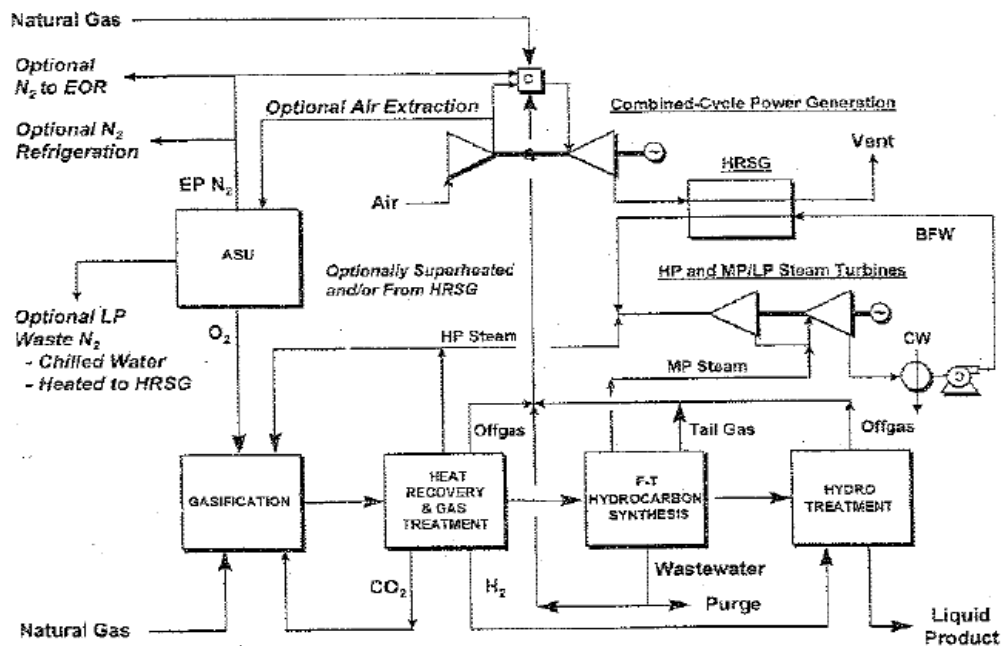 Natural Gas
Optional
N2 to EOR
C
Optional Air Extraction
Combined-Cycle Power Generation
Optional N2
Refrigeration
HRSG
Vent
EP N2
Air
BFW
ASU
Optionally Superheated
and/or From HRSG
HP and MP/LP Steam Turbines
Optional LP
Waste N2
- Chilled Water
- Heated to HRSG
O2
HP Steam
MP Steam
CW
Offgas
Tail Gas
Offgas
GASIFICATION
HEAT
RECOVERY
& GAS
TREATMENT
F-T
HYDROCARBON
SYNTHESIS
HYDRO
TREATMENT
CO2
H2
Wastewater
Purge
Natural Gas
Liquid
Product